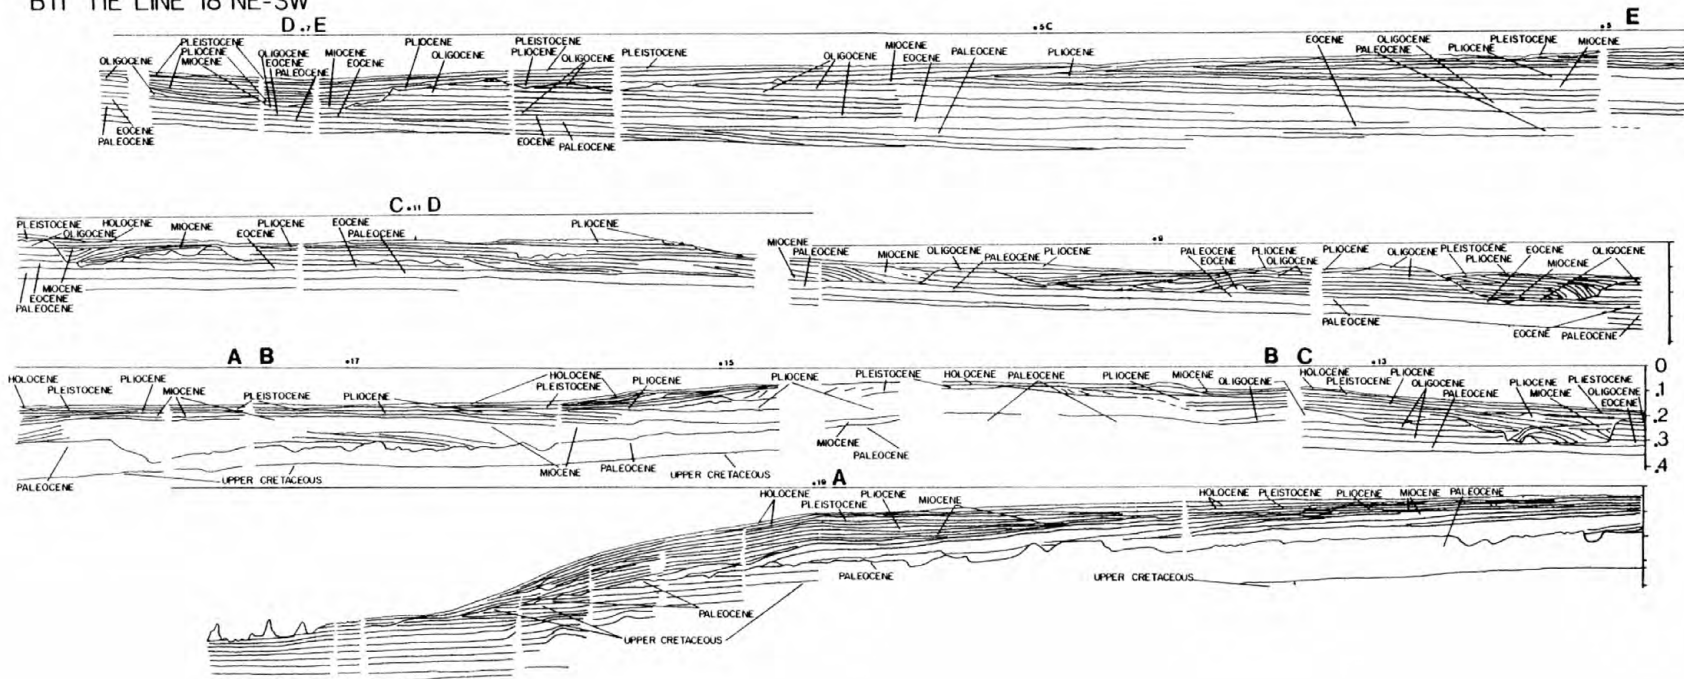 BTT TIE LINE 18 NE-SW
D .7 E .5C .5 E
PLEISTOCENE PLIOCENE PLEISTOCENE MIOCENE EOCENE OLIGOCENE PLEISTOCENE MIOCENE
PLIOCENE OLIGOCENE MIOCENE OLIGOCENE PLIOCENE PLEISTOCENE PALEOCENE PLIOCENE PALEOCENE PLIOCENE
OLIGOCENE MIOCENE EOCENE EOCENE OLIGOCENE OLIGOCENE EOCENE
PALEOCENE
EOCENE
PALEOCENE EOCENE PALEOCENE
C .11 D
PLEISTOCENE HOLOCENE MIOCENE PLIOCENE EOCENE PLIOCENE
OLIGOCENE EOCENE PALEOCENE
MIOCENE
EOCENE
PALEOCENE
.9
MIOCENE PALEOCENE MIOCENE OLIGOCENE PALEOCENE PLIOCENE PALEOCENE PLIOCENE PLIOCENE OLIGOCENE PLEISTOCENE EOCENE OLIGOCENE
EOCENE OLIGOCENE PLIOCENE MIOCENE
PALEOCENE EOCENE PALEOCENE
A B .17 .15 B C .13 0
HOLOCENE PLIOCENE HOLOCENE PLIOCENE PLIOCENE PLEISTOCENE HOLOCENE PALEOCENE PLIOCENE MIOCENE HOLOCENE PLIOCENE PLIOCENE PLIESTOCENE .1
PLEISTOCENE MIOCENE PLEISTOCENE PLIOCENE PLEISTOCENE OLIGOCENE PLEISTOCENE OLIGOCENE MIOCENE OLIGOCENE
PALEOCENE EOCENE
.2
MIOCENE .3
PALEOCENE
PALEOCENE UPPER CRETACEOUS MIOCENE PALEOCENE UPPER CRETACEOUS .4
.19 A
HOLOCENE PLIOCENE MIOCENE HOLOCENE PLEISTOCENE PLIOCENE MIOCENE PALEOCENE
PLEISTOCENE
PALEOCENE UPPER CRETACEOUS
PALEOCENE
UPPER CRETACEOUS